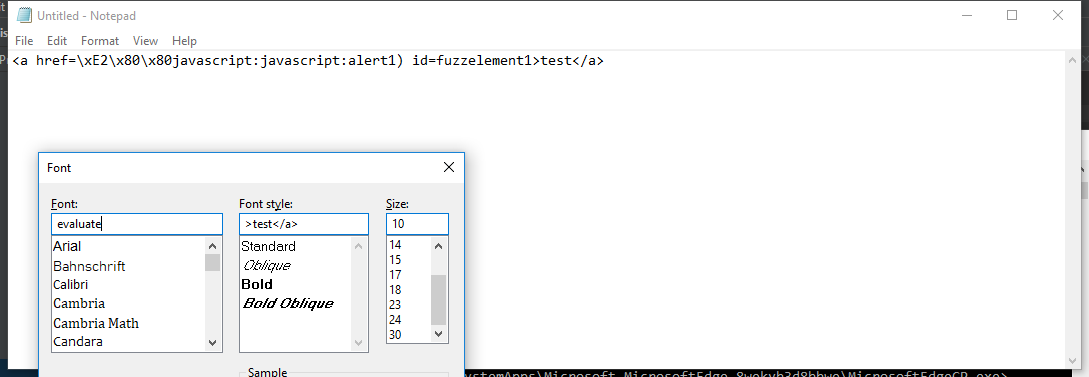 Untitled - Notepad
File Edit Format View Help
<a href=\xE2\x80\x80javascript:javascript:alert1) id=fuzzelement1>test</a>
Font
Font: Font style: Size:
evaluate >test</a> 10
Arial Standard 14
Bahnschrift Oblique 15
Calibri Bold 17
Cambria Bold Oblique 18
Cambria Math 23
Candara 24
30
Sample
ystemApps\Microsoft.MicrosoftEdge_8wekyb3d8bbwe\MicrosoftEdgeCP.exe>